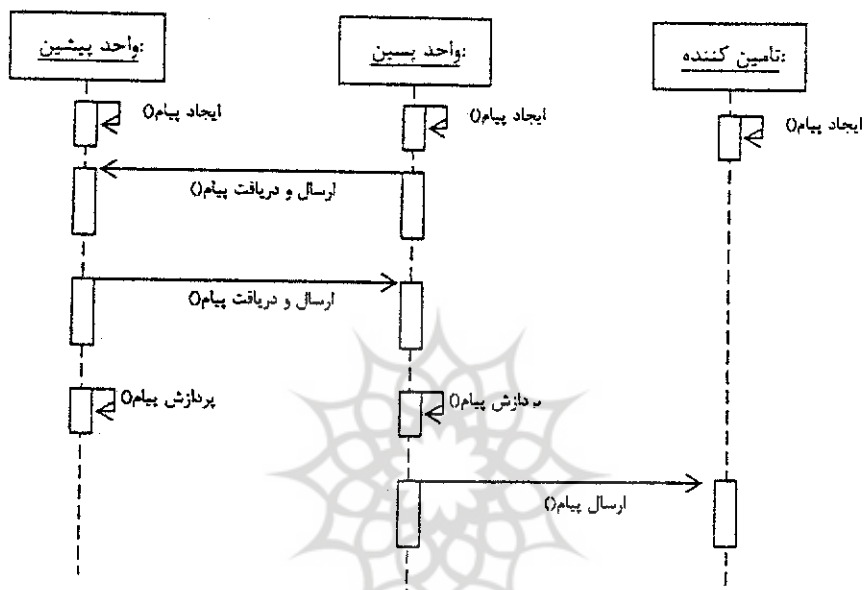 واحد پیشین:
واحد پسین:
تامین کننده:
ایجاد پیام()
ایجاد پیام()
ایجاد پیام()
ارسال و دریافت پیام()
ارسال و دریافت پیام()
پردازش پیام()
پردازش پیام()
ارسال پیام()